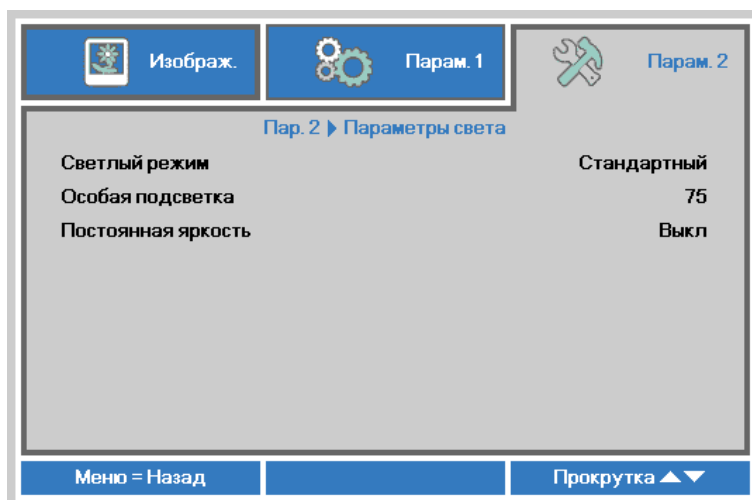 Изображ. Парам. 1 Парам. 2
Пар. 2 ▶ Параметры света
Светлый режим Стандартный
Особая подсветка 75
Постоянная яркость Выкл
Меню = Назад Прокрутка ▲▼